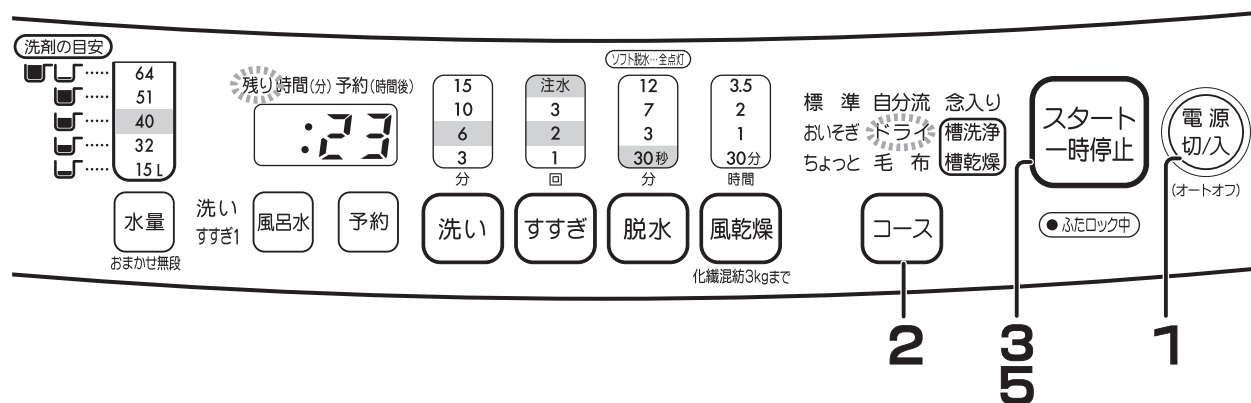 洗剤の目安
64
51
40
32
15 L
水量
おまかせ無段
残り時間(分) 予約(時間後)
:23
洗い
すすぎ1
風呂水
予約
15
10
6
3
分
洗い
注水
3
2
1
回
すすぎ
ソフト脱水…全点灯
12
7
3
30秒
分
脱水
3.5
2
1
30分
時間
風乾燥
化繊混紡3kgまで
標 準 自分流 念入り
おいそぎ ドライ 槽洗浄
ちょっと 毛 布 槽乾燥
コース
スタート
一時停止
●ふたロック中
電源
切/入
(オートオフ)
2
3
5
1